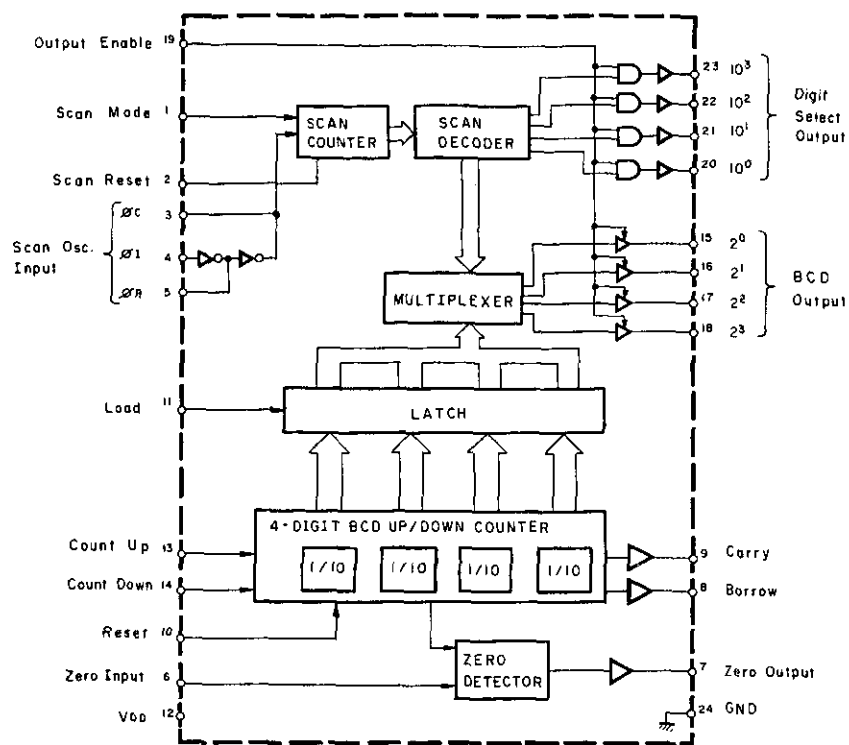 Output Enable 19
Scan Mode 1
Scan Reset 2
Scan Osc. Input
øC 3
ø1 4
øR 5
Load 11
Count Up 13
Count Down 14
Reset 10
Zero Input 6
VDD 12
SCAN COUNTER
SCAN DECODER
MULTIPLEXER
LATCH
4-DIGIT BCD UP/DOWN COUNTER
1/10 1/10 1/10 1/10
ZERO DETECTOR
23 10³
22 10²
21 10¹
20 10⁰
Digit Select Output
15 2⁰
16 2¹
17 2²
18 2³
BCD Output
9 Carry
8 Borrow
7 Zero Output
24 GND